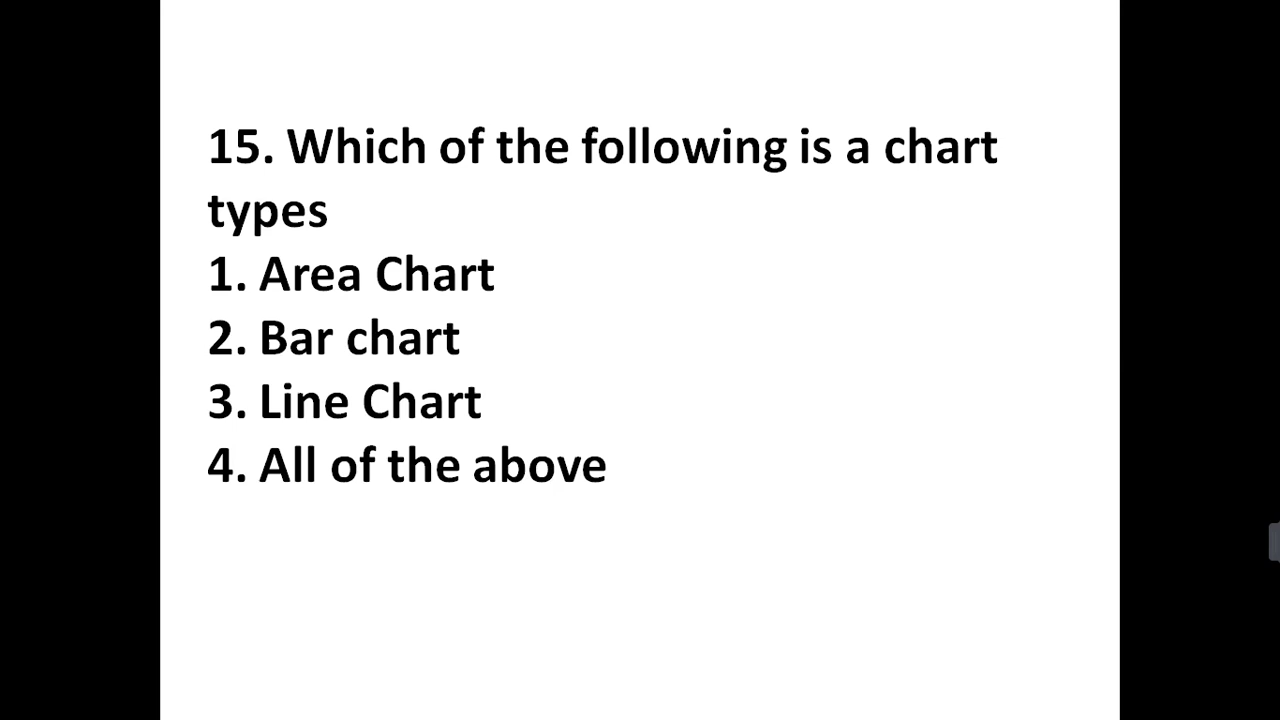 15. Which of the following is a chart
types
1. Area Chart
2. Bar chart
3. Line Chart
4. All of the above